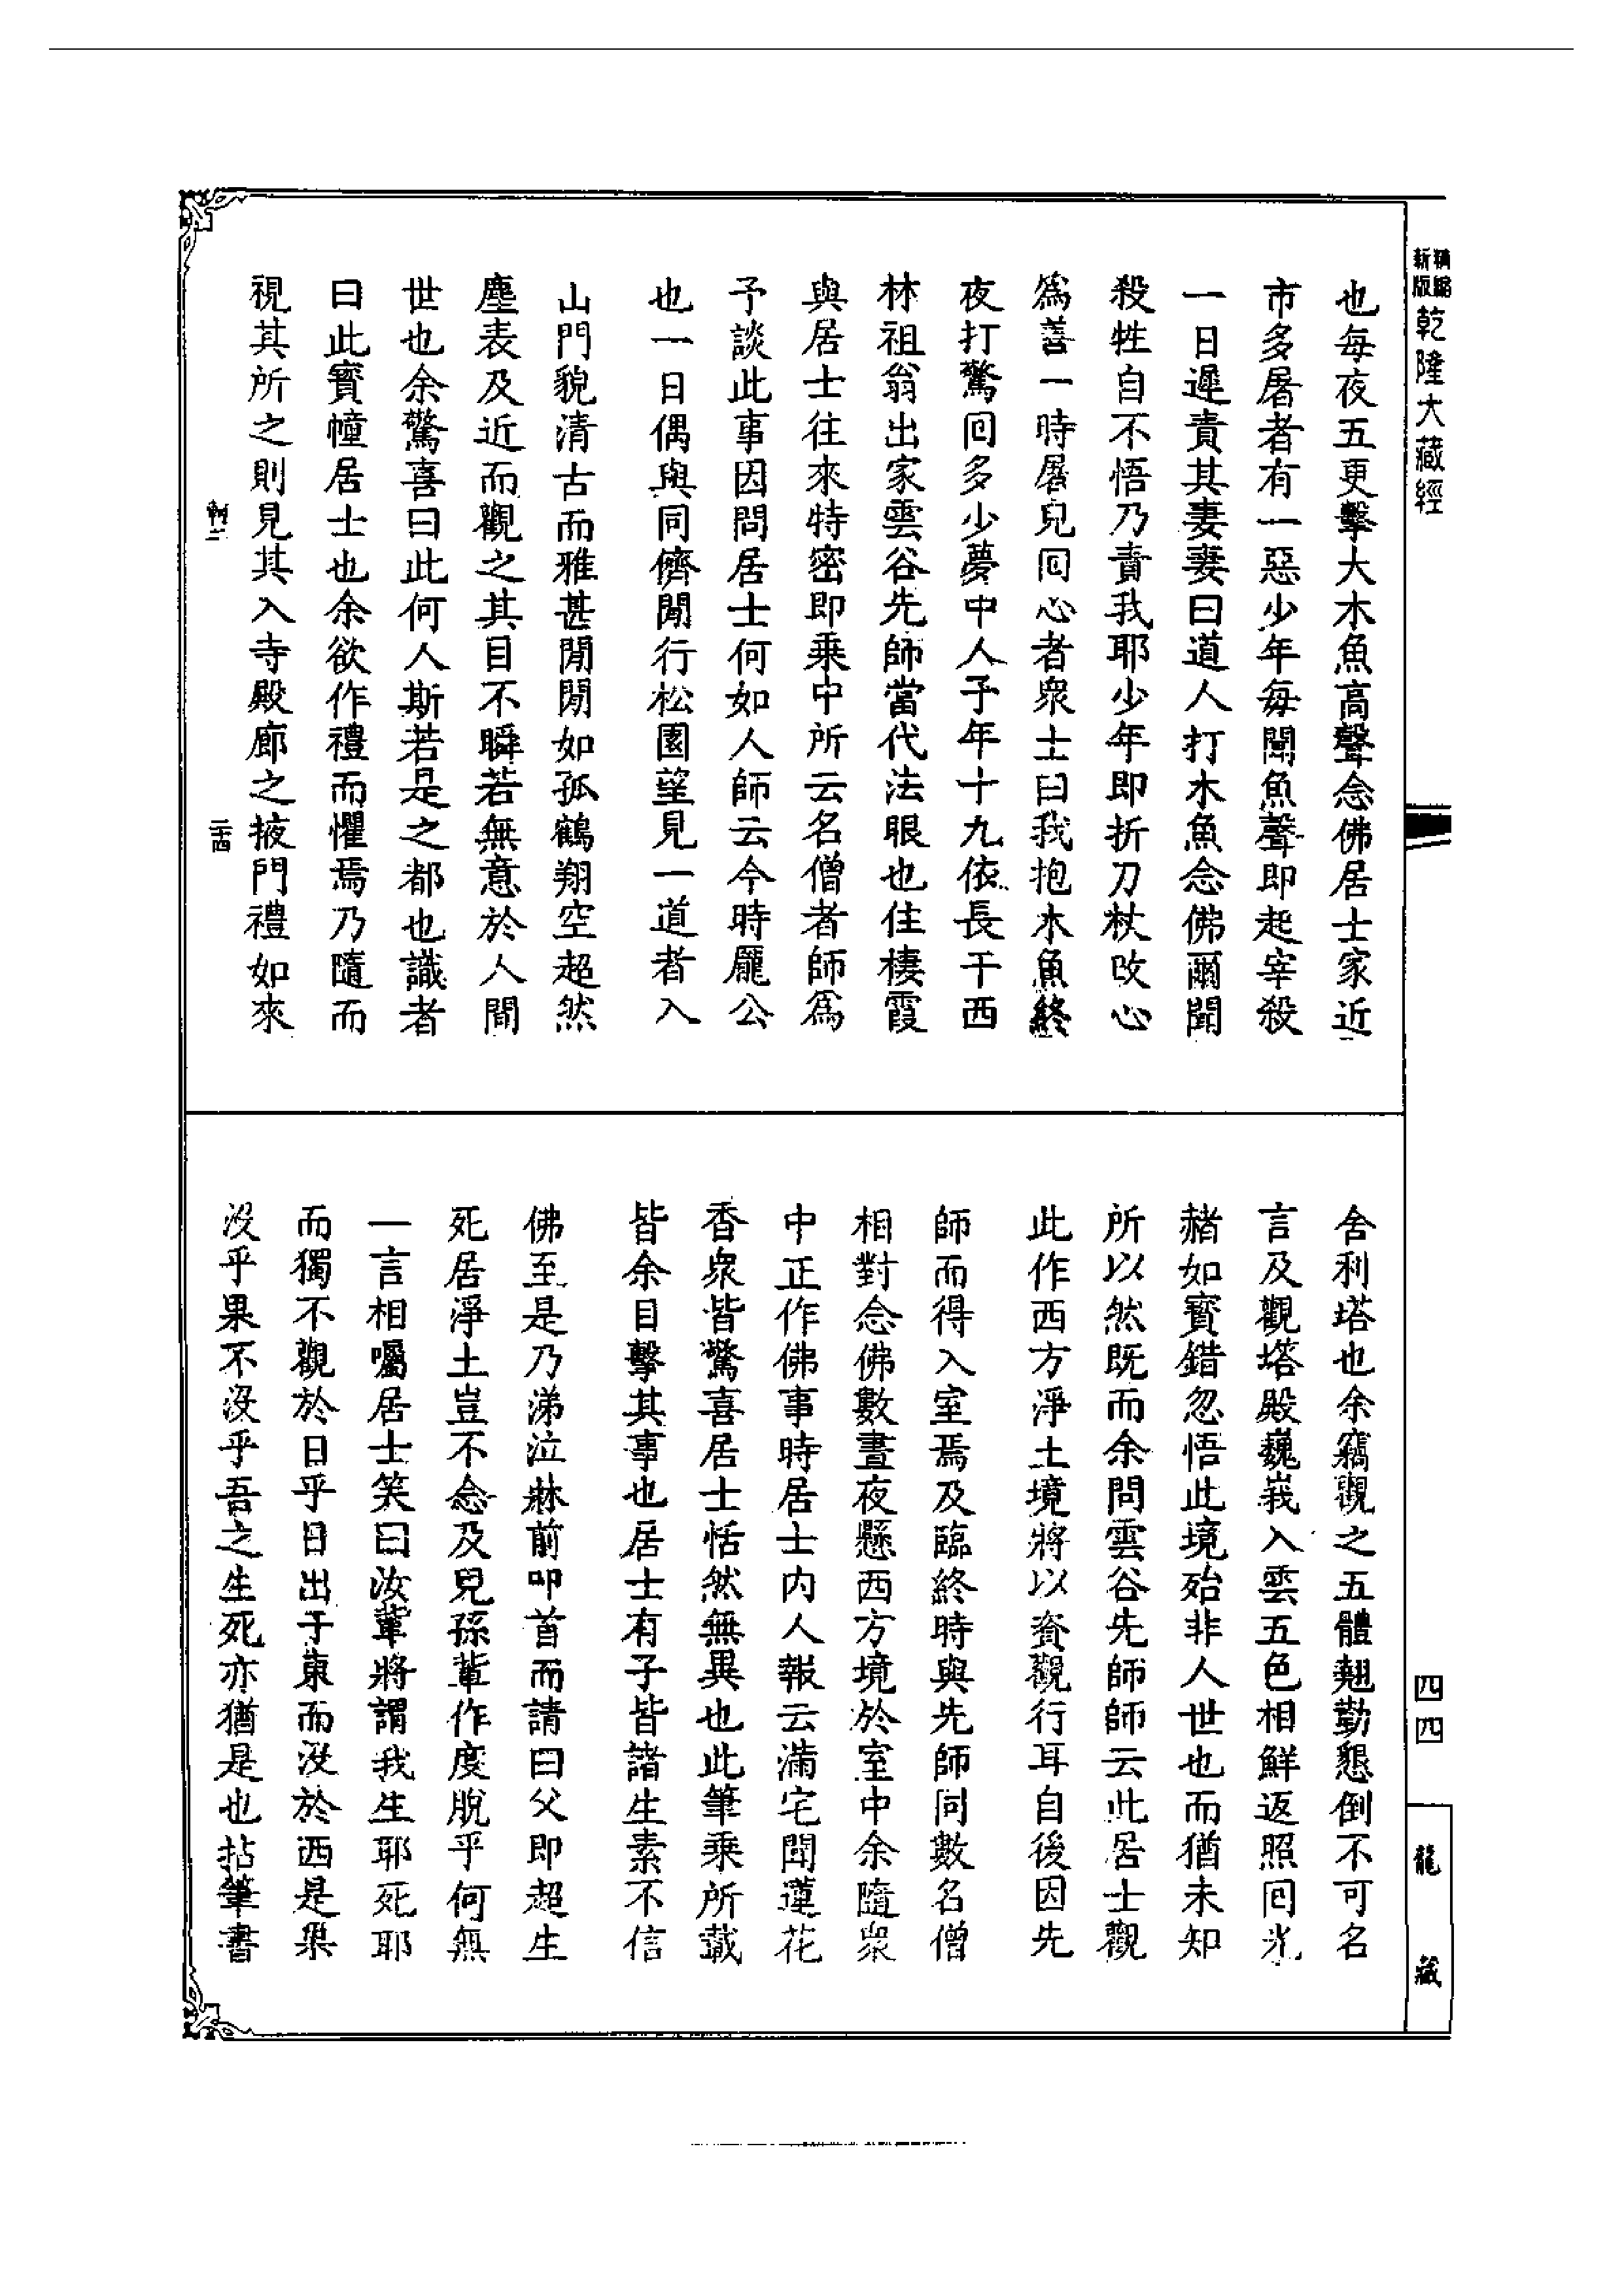 精縮
新版
乾隆大藏經
四四
龍藏
也每夜五更擊大木魚高聲念佛居士家近
市多屠者有一惡少年每聞魚聲即起宰殺
一日遲責其妻妻曰道人打木魚念佛爾聞
殺牲自不悟乃責我耶少年即折刀杖改心
為善一時屠兒回心者衆士曰我抱木魚終
夜打驚回多少夢中人予年十九依長干西
林祖翁出家雲谷先師當代法眼也住棲霞
與居士往來特密即乗中所云名僧者師為
予談此事因問居士何如人師云今時龐公
也一日偶與同儕閒行松園望見一道者入
山門貌清古而雅甚閒閒如孤鶴翔空超然
塵表及近而觀之其目不瞬若無意於人間
世也余驚喜曰此何人斯若是之都也識者
曰此寳幢居士也余欲作禮而懼焉乃隨而
視其所之則見其入寺殿廊之掖門禮如來
二十四
舍利塔也余竊觀之五體翹勤懇倒不可名
言及觀塔殿巍峩入雲五色相鮮返照回光
赭如寳錯忽悟此境殆非人世也而猶未知
所以然既而余問雲谷先師師云此居士觀
此作西方淨土境將以資觀行耳自後因先
師而得入室焉及臨終時與先師同數名僧
相對念佛數晝夜懸西方境於室中余隨衆
中正作佛事時居士內人報云滿宅聞蓮花
香衆皆驚喜居士恬然無異也此筆乗所載
皆余目擊其事也居士有子皆諸生素不信
佛至是乃涕泣牀前叩首而請曰父即超生
死居淨土豈不念及兒孫輩作度脫乎何無
一言相囑居士笑曰汝輩將謂我生耶死耶
而獨不觀於日乎日出于東而沒於西是果
沒乎果不沒乎吾之生死亦猶是也拈筆書